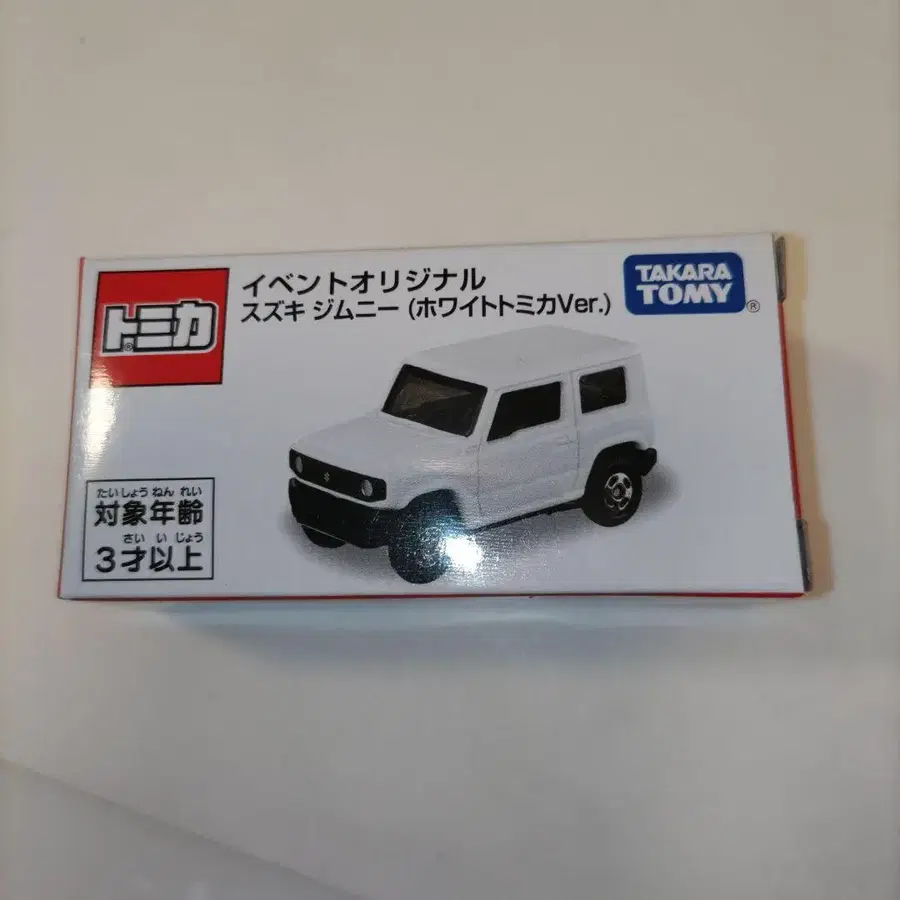 イベントオリジナル
スズキ ジムニー (ホワイトトミカVer.)
TAKARA
TOMY
®
トミカ
®
たいしょう ねん れい
対象年齢
さい い じょう
3才以上